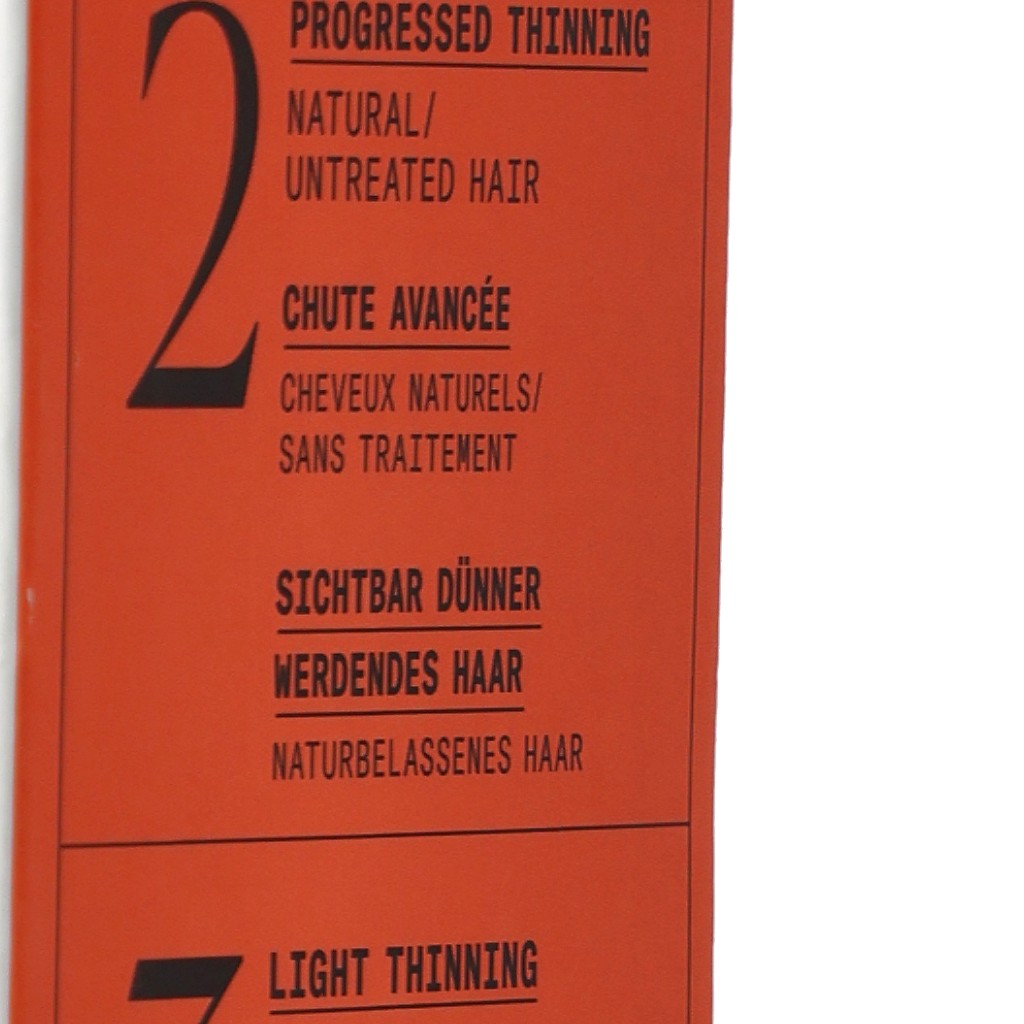 2
PROGRESSED THINNING
NATURAL/
UNTREATED HAIR
CHUTE AVANCÉE
CHEVEUX NATURELS/
SANS TRAITEMENT
SICHTBAR DÜNNER
WERDENDES HAAR
NATURBELASSENES HAAR
LIGHT THINNING